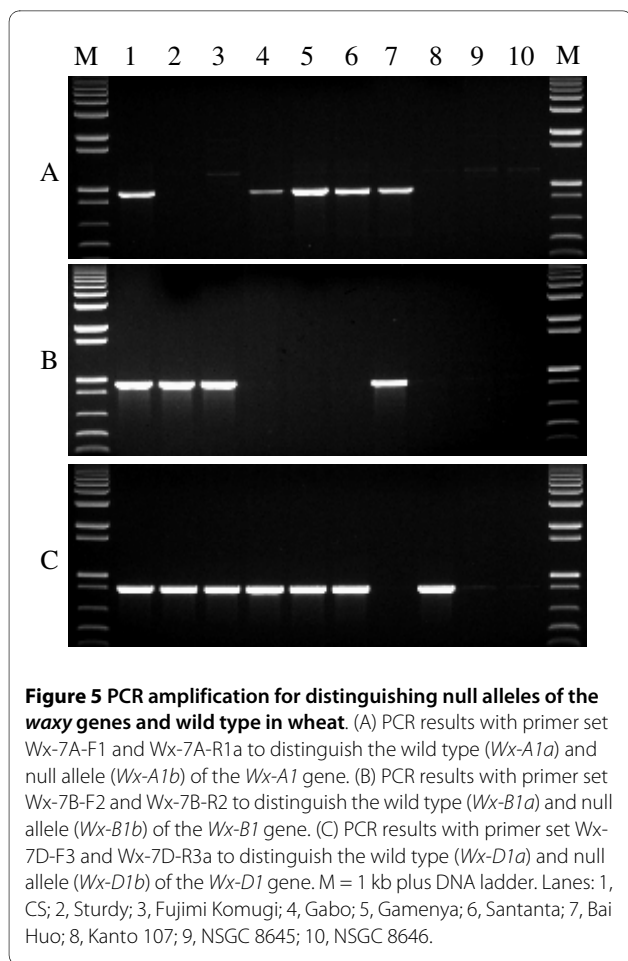 M 1 2 3 4 5 6 7 8 9 10 M
A
B
C
Figure 5 PCR amplification for distinguishing null alleles of the
waxy genes and wild type in wheat. (A) PCR results with primer set
Wx-7A-F1 and Wx-7A-R1a to distinguish the wild type (Wx-A1a) and
null allele (Wx-A1b) of the Wx-A1 gene. (B) PCR results with primer set
Wx-7B-F2 and Wx-7B-R2 to distinguish the wild type (Wx-B1a) and null
allele (Wx-B1b) of the Wx-B1 gene. (C) PCR results with primer set Wx-
7D-F3 and Wx-7D-R3a to distinguish the wild type (Wx-D1a) and null
allele (Wx-D1b) of the Wx-D1 gene. M = 1 kb plus DNA ladder. Lanes: 1,
CS; 2, Sturdy; 3, Fujimi Komugi; 4, Gabo; 5, Gamenya; 6, Santanta; 7, Bai
Huo; 8, Kanto 107; 9, NSGC 8645; 10, NSGC 8646.